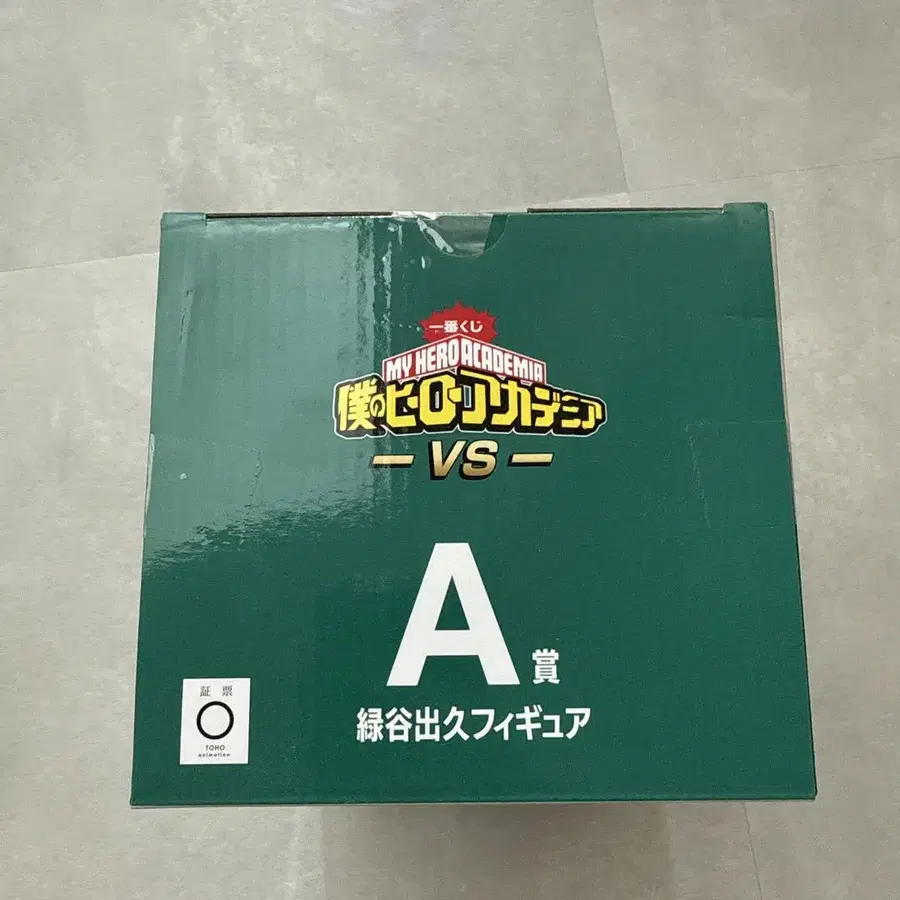 一番くじ
MY HERO ACADEMIA
僕のヒーローアカデミア
VS
A賞
緑谷出久フィギュア
証 票
TOHO
animation